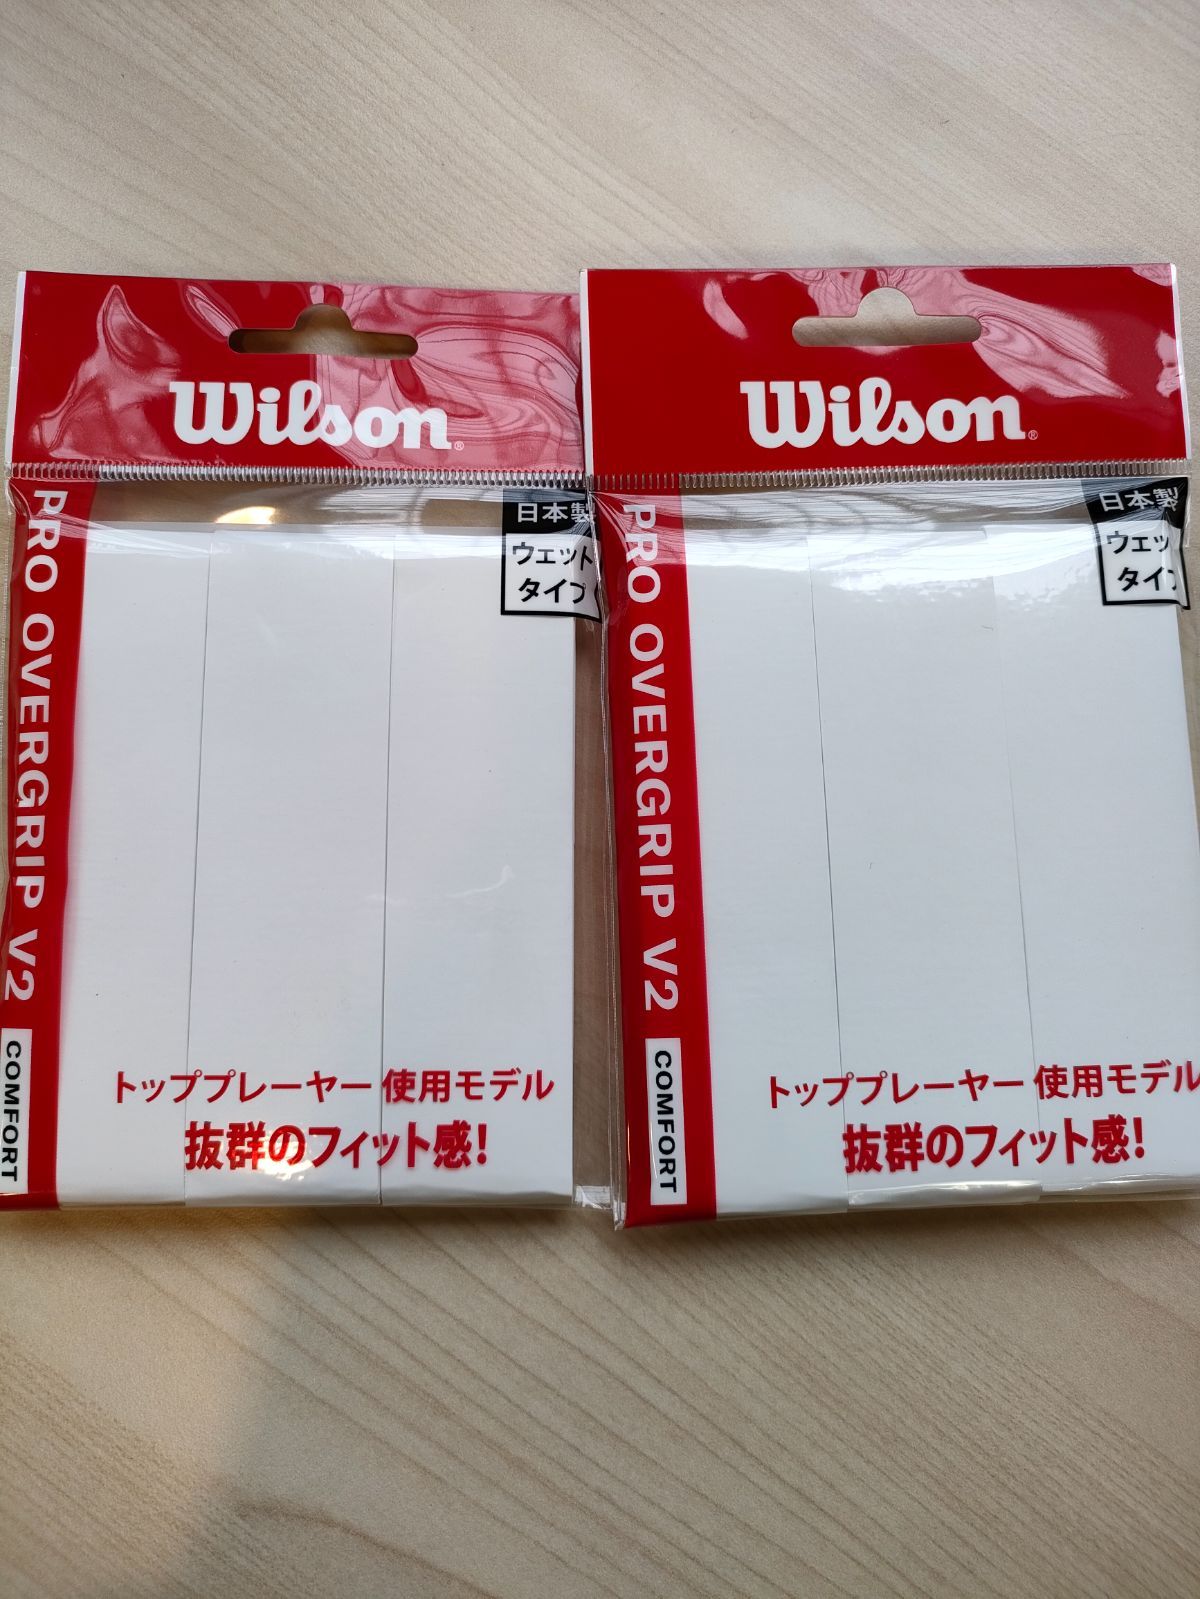 Wilson®
PRO OVERGRIP V2
COMFORT
日本製
ウェット
タイプ
トッププレーヤー使用モデル
抜群のフィット感!
Wilson®
PRO OVERGRIP V2
COMFORT
日本製
ウェッ
タイ
トッププレーヤー使用モデル
抜群のフィット感!